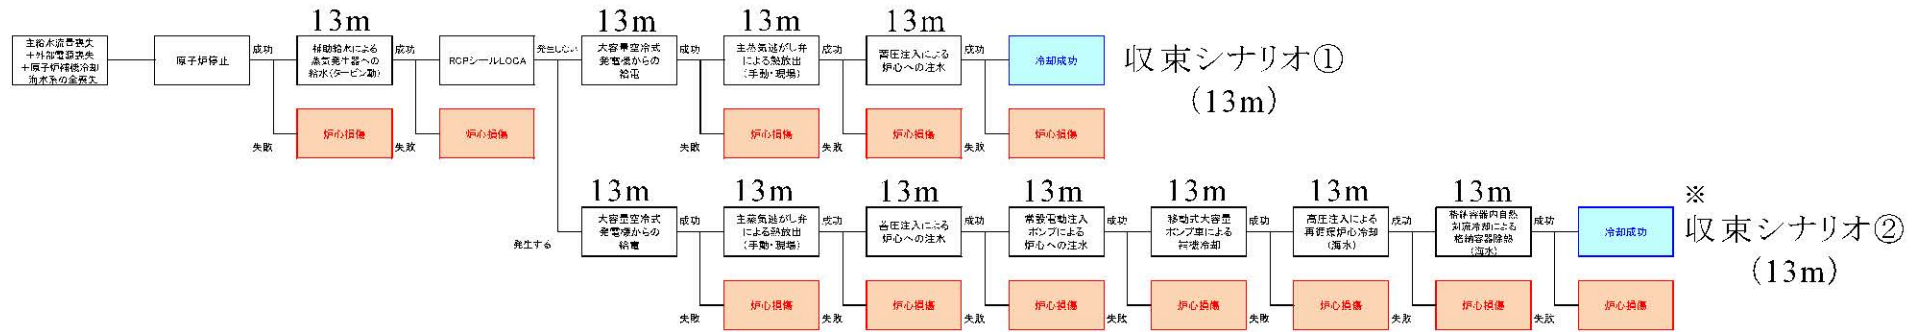 13m
13m
13m
13m
主給水流量喪失
+外部電源喪失
+原子炉補機冷却
海水系の全喪失
原子炉停止
成功
補助給水による
蒸気発生器への
給水(タービン動)
成功
RCPシールLOCA
発生しない
大容量空冷式
発電機からの
給電
成功
主蒸気逃がし弁
による熱放出
(手動・現場)
成功
蓄圧注入による
炉心への注水
成功
冷却成功
収束シナリオ①
(13m)
失敗
炉心損傷
失敗
炉心損傷
失敗
炉心損傷
失敗
炉心損傷
失敗
炉心損傷
13m
13m
13m
13m
13m
13m
13m
※
発生する
大容量空冷式
発電機からの
給電
成功
主蒸気逃がし弁
による熱放出
(手動・現場)
成功
蓄圧注入による
炉心への注水
成功
常設電動注入
ポンプによる
炉心への注水
成功
移動式大容量
ポンプ車による
補機冷却
成功
高圧注入による
再循環炉心冷却
(海水)
成功
格納容器内自然
対流冷却による
格納容器除熱
(海水)
成功
冷却成功
収束シナリオ②
(13m)
失敗
炉心損傷
失敗
炉心損傷
失敗
炉心損傷
失敗
炉心損傷
失敗
炉心損傷
失敗
炉心損傷
失敗
炉心損傷